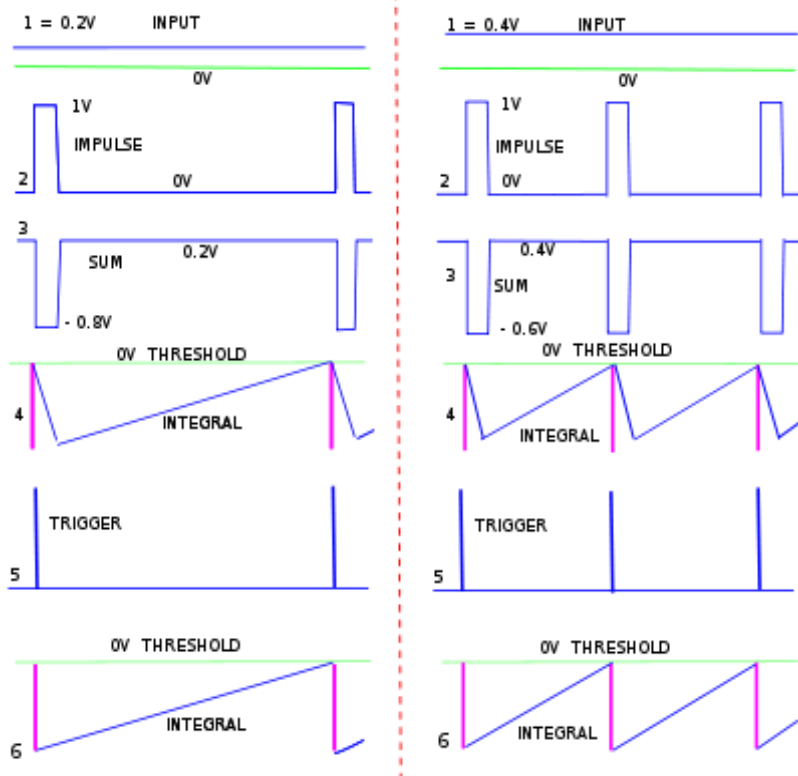 1 = 0.2V INPUT
0V
1V
IMPULSE
2 0V
3 0.2V
SUM
- 0.8V
0V THRESHOLD
4 INTEGRAL
TRIGGER
5
0V THRESHOLD
INTEGRAL
6
1 = 0.4V INPUT
0V
1V
IMPULSE
2 0V
0.4V
3 SUM
- 0.6V
0V THRESHOLD
4 INTEGRAL
TRIGGER
5
0V THRESHOLD
6 INTEGRAL